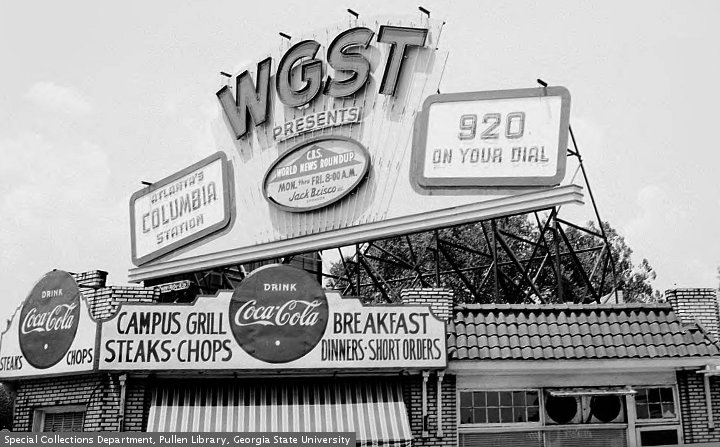 WGST
PRESENTS
C.B.S.
WORLD NEWS ROUNDUP
MON. thru FRI. 8:00 A.M.
Jack Brisco
920
ON YOUR DIAL
ATLANTA'S
COLUMBIA
STATION
DRINK
Coca-Cola
STEAKS CHOPS
CAMPUS GRILL
STEAKS·CHOPS
DRINK
Coca-Cola
BREAKFAST
DINNERS·SHORT ORDERS
Special Collections Department, Pullen Library, Georgia State University